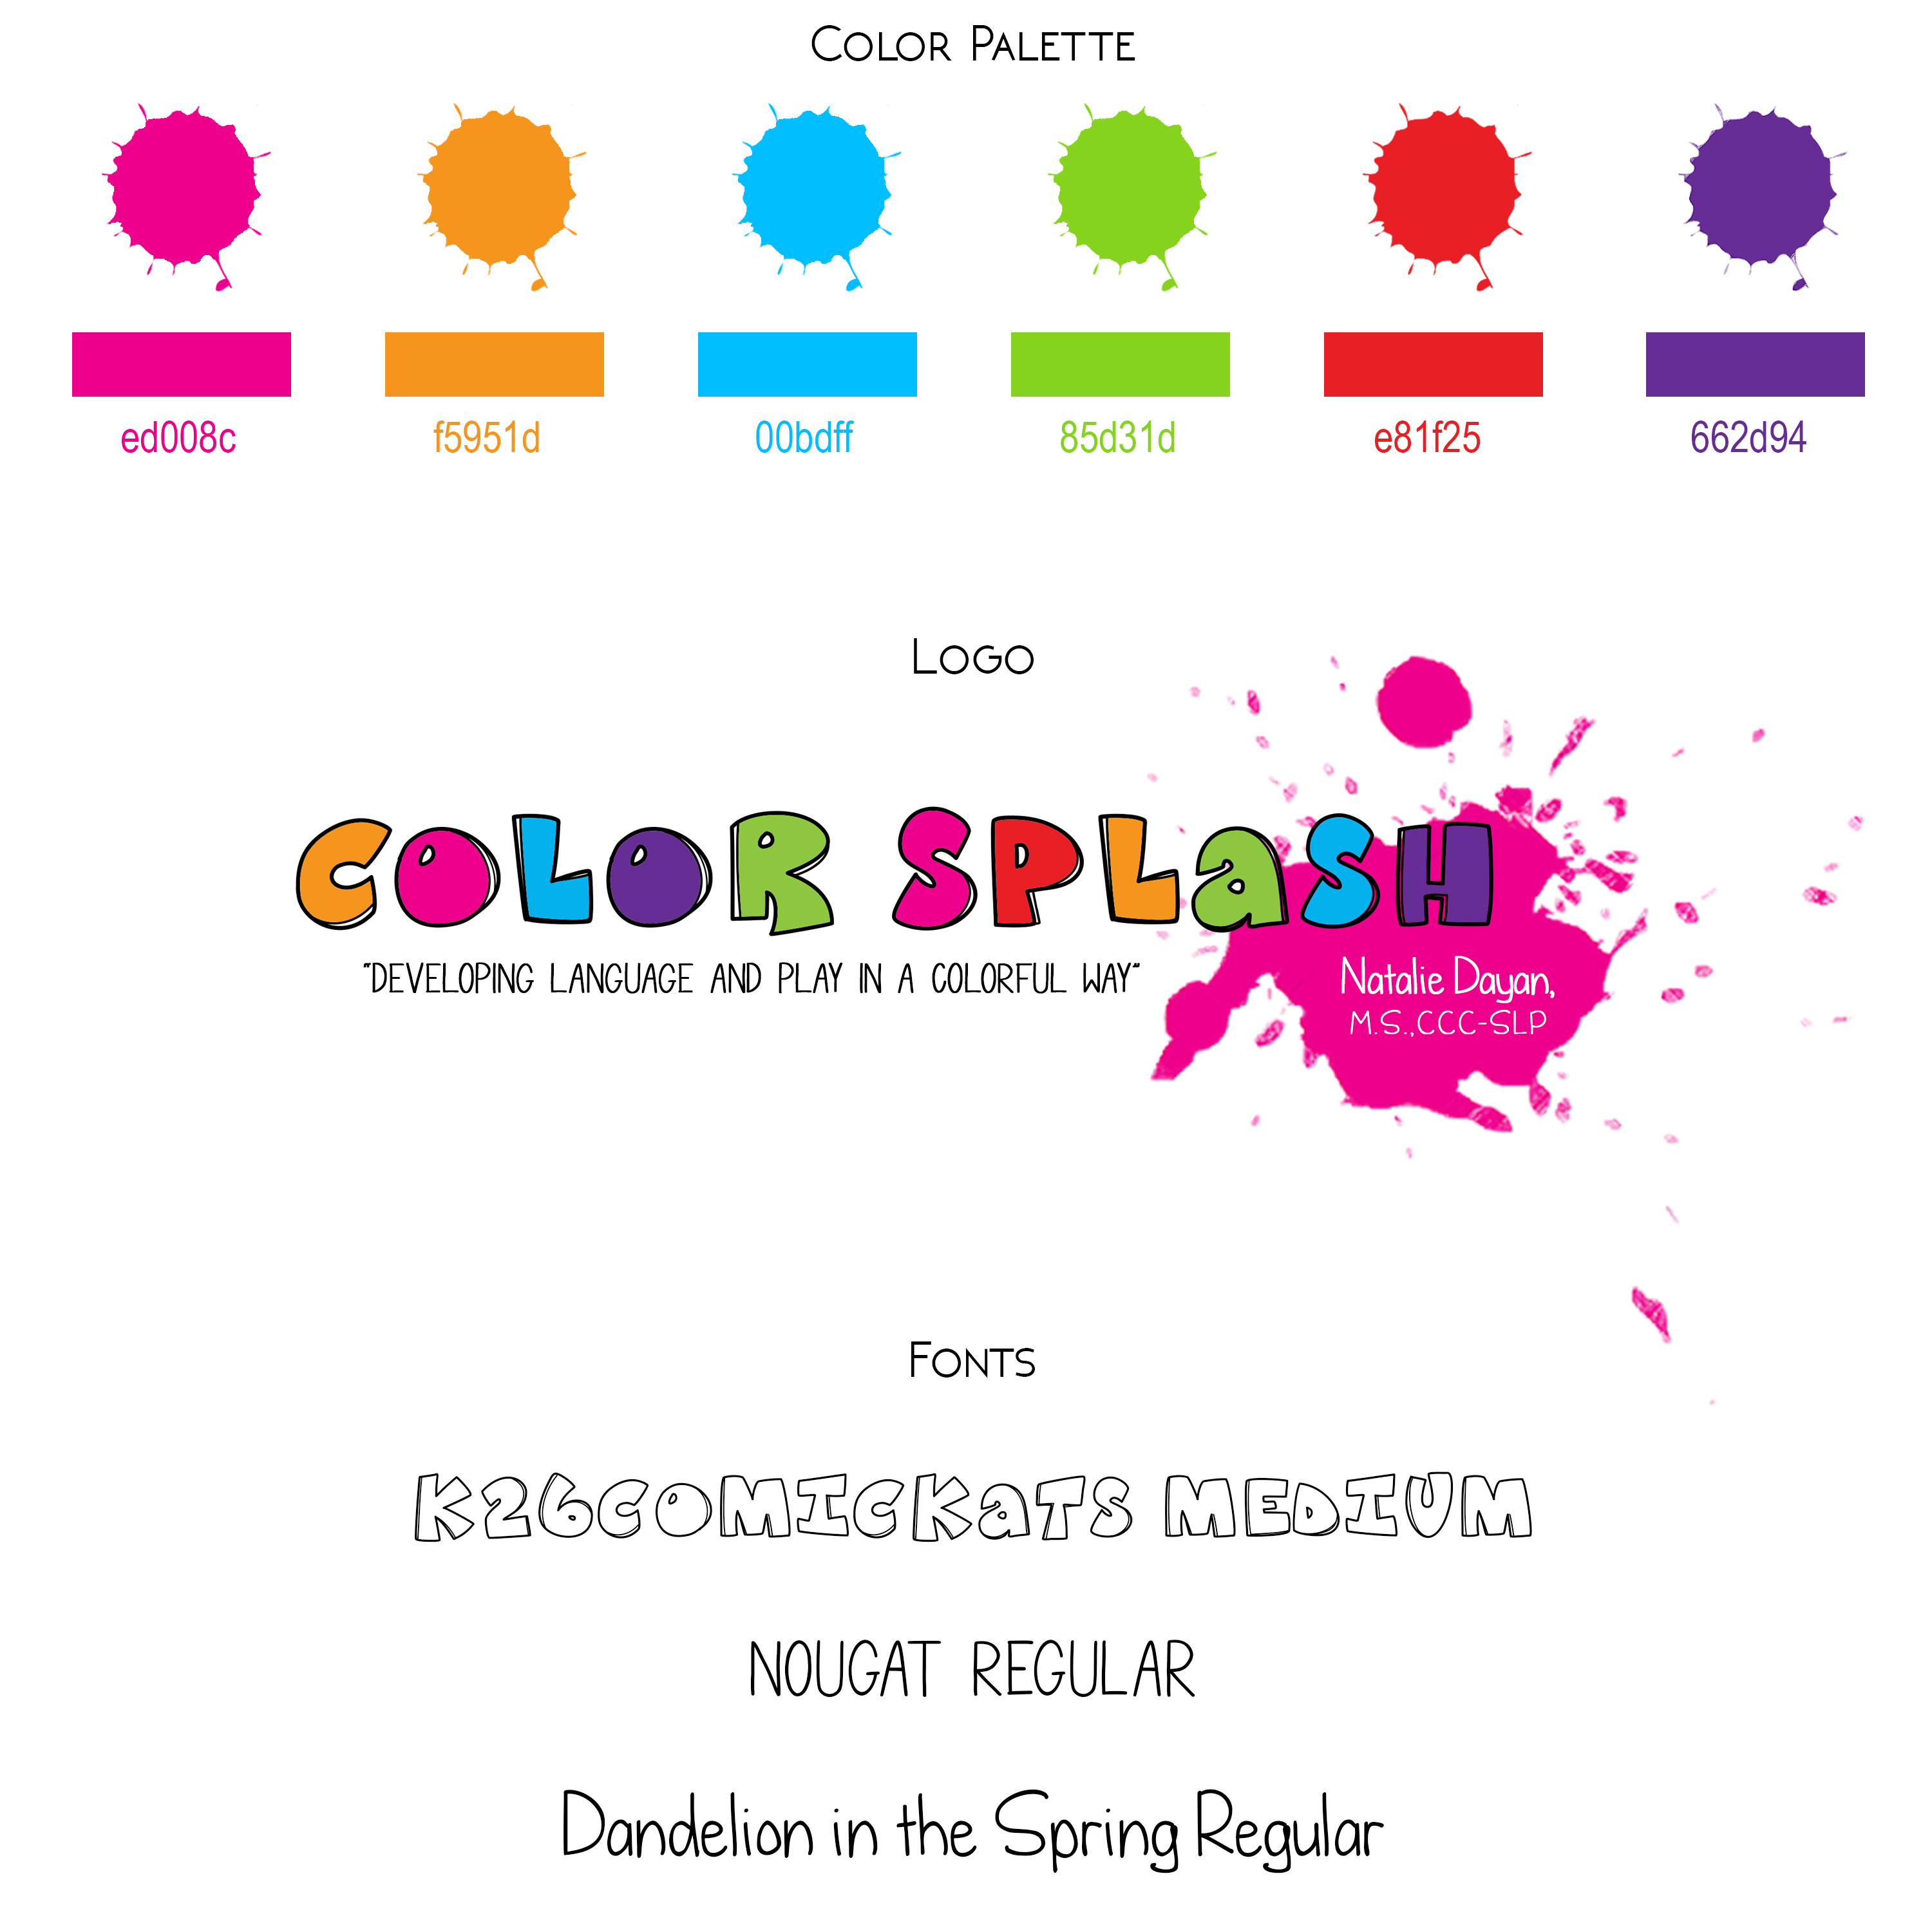 Color Palette
ed008c f5951d 00bdff 85d31d e81f25 662d94
Logo
COLOR SPLaSH
"DEVELOPING LANGUAGE AND PLAY IN A COLORFUL WAY"
Natalie Dayan,
M.S.,CCC-SLP
Fonts
K26COMICKaTS MEDIUM
NOUGAT REGULAR
Dandelion in the Spring Regular